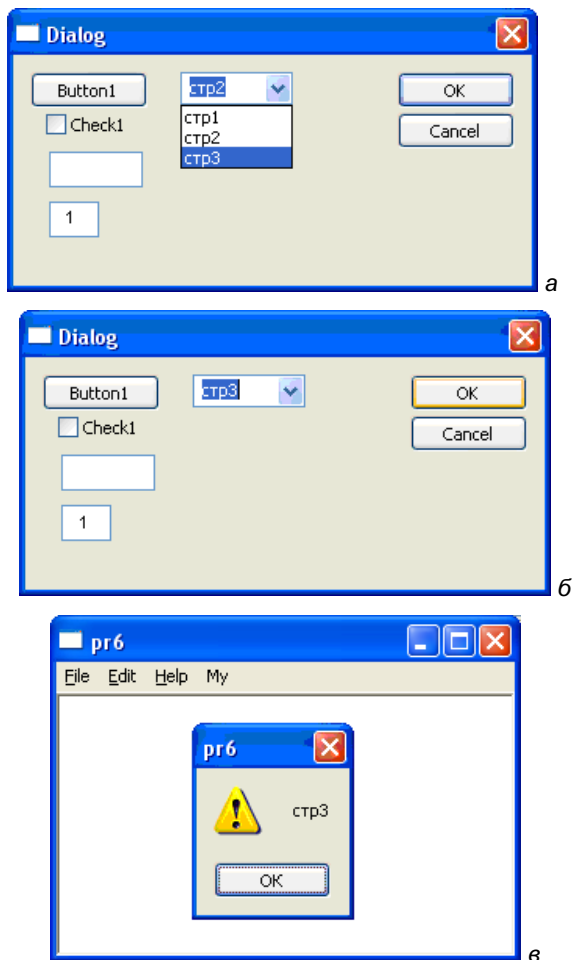 Dialog
Button1
стр2
OK
Check1
стр1
Cancel
стр2
стр3
1
а
Dialog
Button1
стр3
OK
Check1
Cancel
1
б
pr6
File Edit Help My
pr6
стр3
OK
в